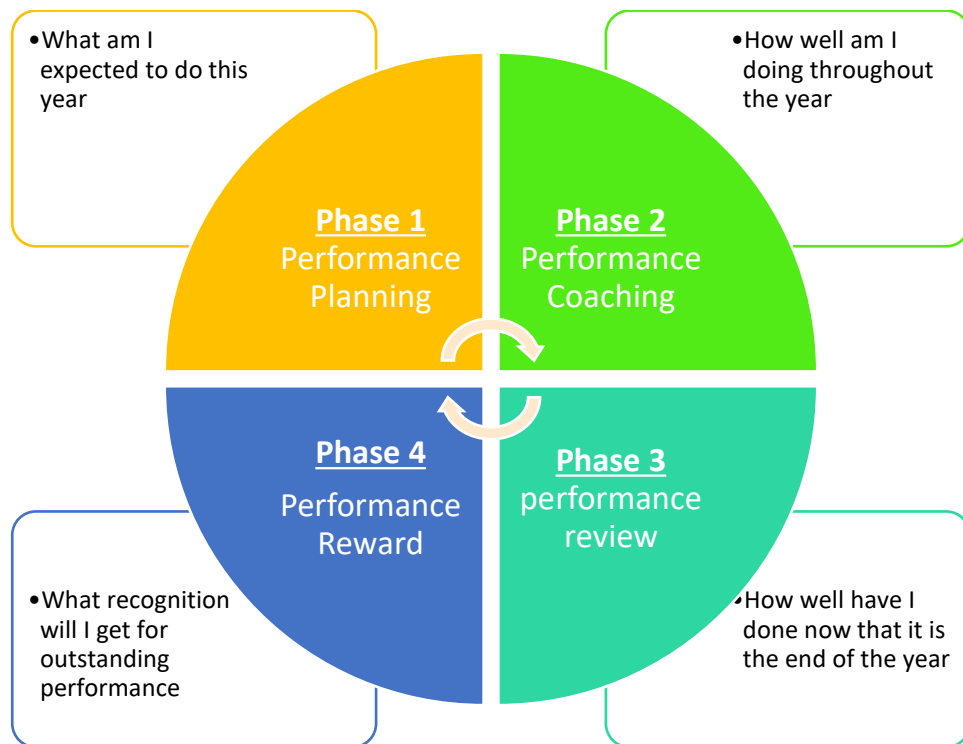 •What am I
expected to do this
year
•How well am I
doing throughout
the year
Phase 1
Performance
Planning
Phase 2
Performance
Coaching
Phase 4
Performance
Reward
Phase 3
performance
review
•What recognition
will I get for
outstanding
performance
•How well have I
done now that it is
the end of the year